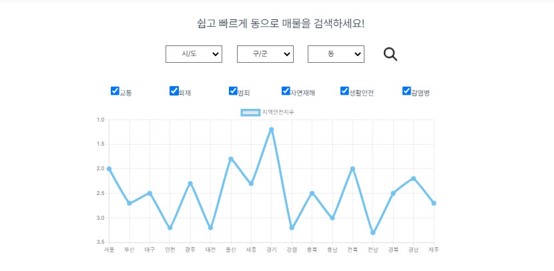 쉽고 빠르게 동으로 매물을 검색하세요!
시/도 구/군 동
교통 화재 범죄 자연재해 생활안전 감염병
지역안전지수
1.0
1.5
2.0
2.5
3.0
3.5
서울 부산 대구 인천 광주 대전 울산 세종 경기 강원 충북 충남 전북 전남 경북 경남 제주